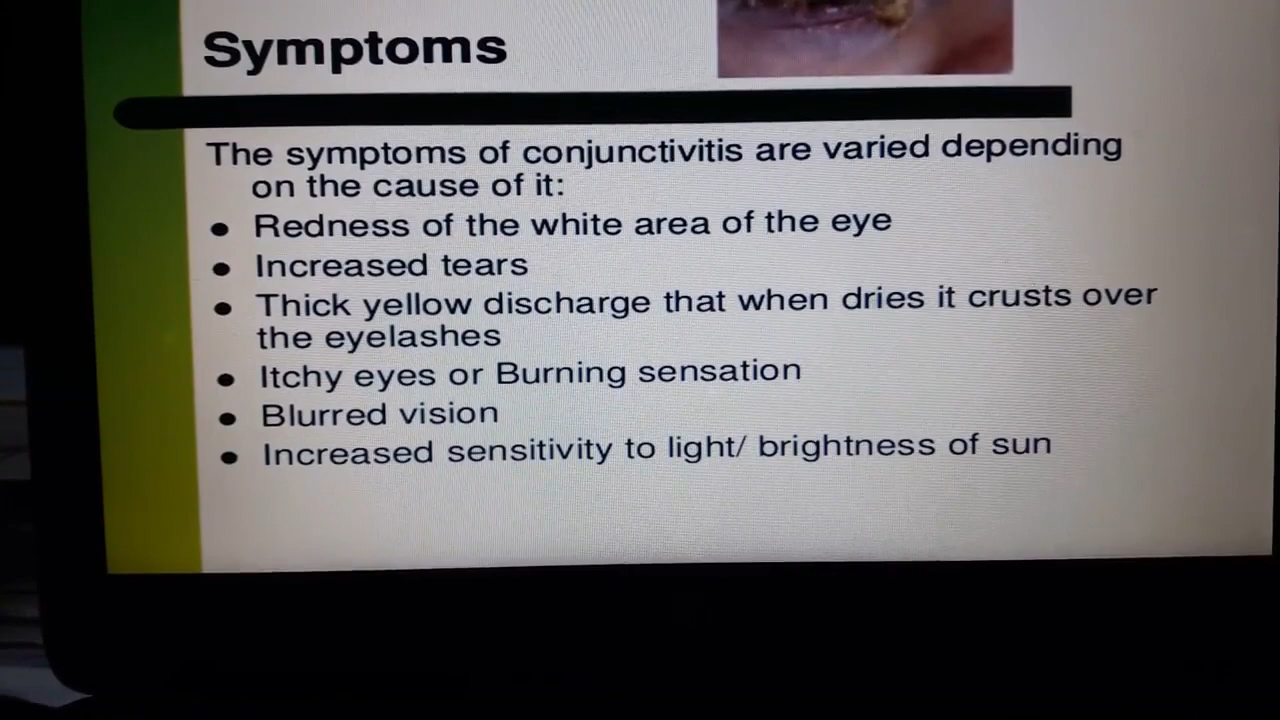 Symptoms
The symptoms of conjunctivitis are varied depending
on the cause of it:
● Redness of the white area of the eye
● Increased tears
● Thick yellow discharge that when dries it crusts over
the eyelashes
● Itchy eyes or Burning sensation
● Blurred vision
● Increased sensitivity to light/ brightness of sun